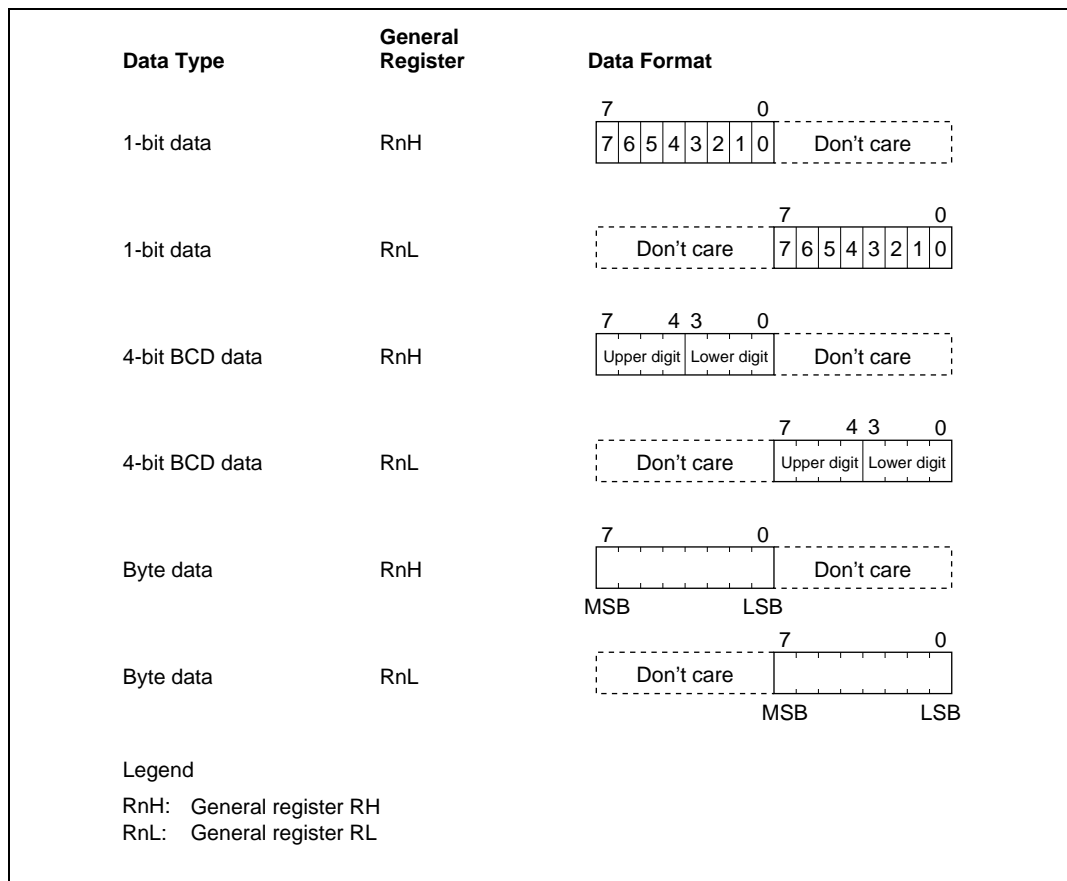 General
Data Type Register Data Format
7 0
1-bit data RnH 7 6 5 4 3 2 1 0 Don't care
7 0
1-bit data RnL Don't care 7 6 5 4 3 2 1 0
7 4 3 0
4-bit BCD data RnH Upper digit Lower digit Don't care
7 4 3 0
4-bit BCD data RnL Don't care Upper digit Lower digit
7 0
Byte data RnH Don't care
MSB LSB
7 0
Byte data RnL Don't care
MSB LSB
Legend
RnH: General register RH
RnL: General register RL